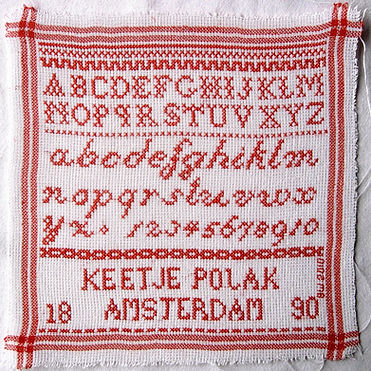 ABCDEFGHIJKLM
NOPQRSTUVXYZ
abcdefghiklm
nopqrstuvwx
yz. 12345678910
KEETJE POLAK
18 AMSTERDAM 90